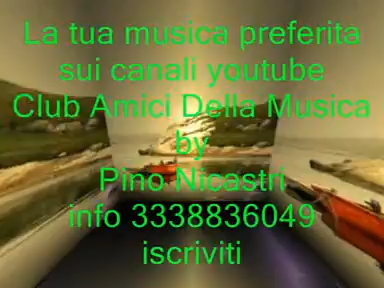 La tua musica preferita
sui canali youtube
Club Amici Della Musica
by
Pino Nicastri
info 3338836049
iscriviti